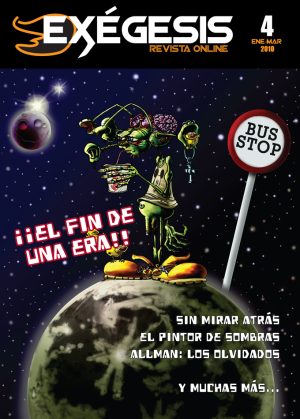 EXÉGESIS
REVISTA ONLINE
4
ENE-MAR
2010
BUS
STOP
¡¡EL FIN DE
UNA ERA!!
SIN MIRAR ATRÁS
EL PINTOR DE SOMBRAS
ALLMAN: LOS OLVIDADOS
Y MUCHAS MÁS...